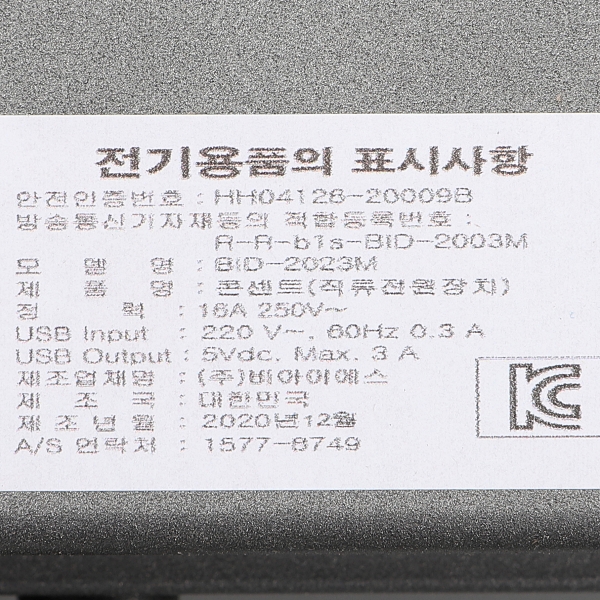 전기용품의 표시사항
안전인증번호 : HH04128-20009B
방송통신기자재등의 적합등록번호 :
R-R-b1s-BID-2003M
모 델 명 : BID-2023M
제 품 명 : 콘센트(직류전원장치)
정 력 : 16A 250V~
USB Input : 220 V~, 60Hz 0.3 A
USB Output : 5Vdc. Max. 3 A
제조업체명 : (주)비아이에스
제 조 국 : 대한민국
제 조 년 월 : 2020년 12월
A/S 연락처 : 1577-8749
KC